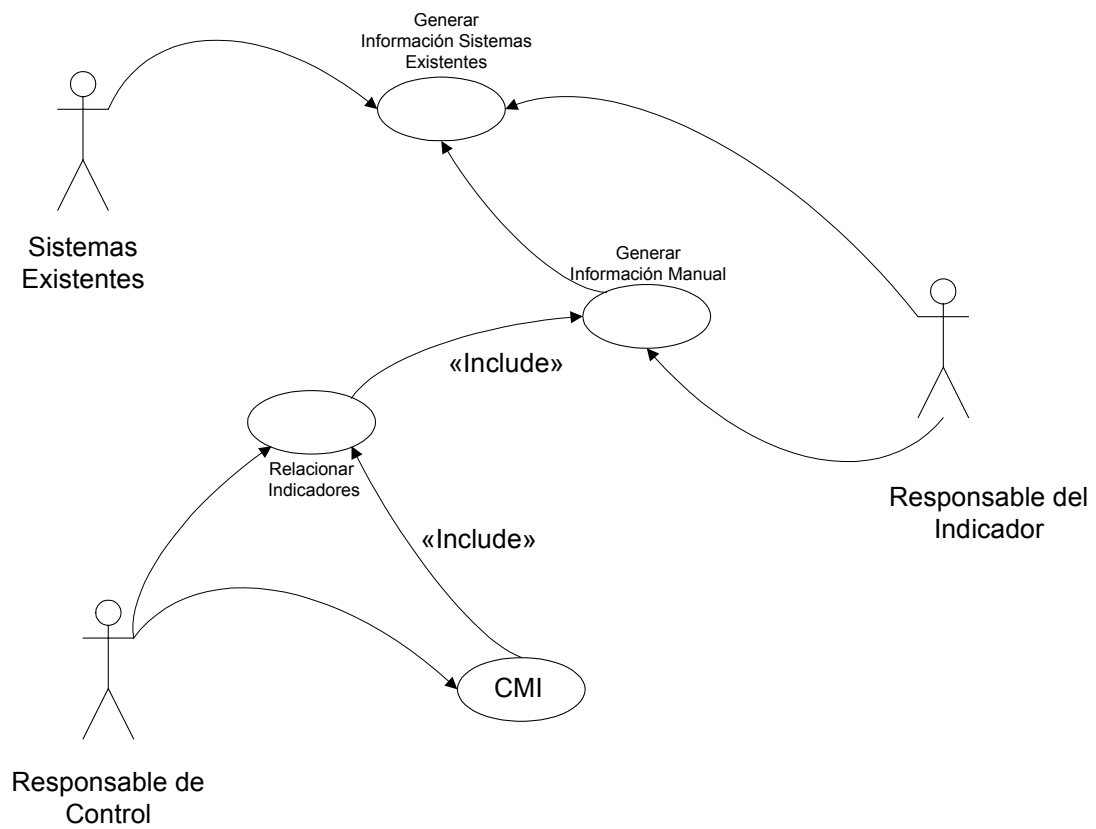 Generar
Información Sistemas
Existentes
Sistemas
Existentes
Generar
Información Manual
«Include»
Relacionar
Indicadores
Responsable del
Indicador
«Include»
CMI
Responsable de
Control